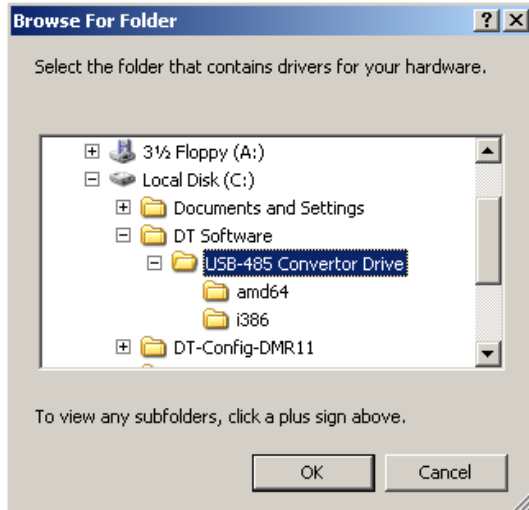 Browse For Folder
Select the folder that contains drivers for your hardware.
3½ Floppy (A:)
Local Disk (C:)
Documents and Settings
DT Software
USB-485 Convertor Drive
amd64
i386
DT-Config-DMR11
To view any subfolders, click a plus sign above.
OK Cancel